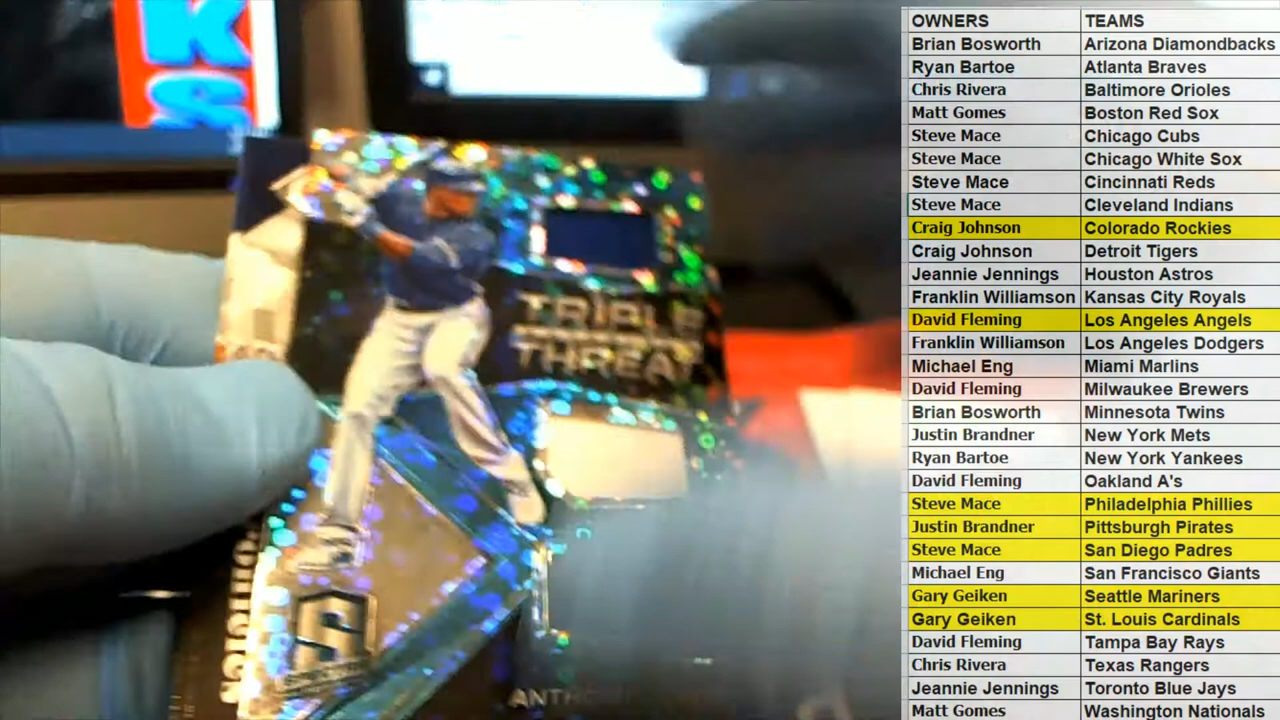 K
S
TRIPLE
THREAT
S
ANTHO
OWNERS TEAMS
Brian Bosworth Arizona Diamondbacks
Ryan Bartoe Atlanta Braves
Chris Rivera Baltimore Orioles
Matt Gomes Boston Red Sox
Steve Mace Chicago Cubs
Steve Mace Chicago White Sox
Steve Mace Cincinnati Reds
Steve Mace Cleveland Indians
Craig Johnson Colorado Rockies
Craig Johnson Detroit Tigers
Jeannie Jennings Houston Astros
Franklin Williamson Kansas City Royals
David Fleming Los Angeles Angels
Franklin Williamson Los Angeles Dodgers
Michael Eng Miami Marlins
David Fleming Milwaukee Brewers
Brian Bosworth Minnesota Twins
Justin Brandner New York Mets
Ryan Bartoe New York Yankees
David Fleming Oakland A's
Steve Mace Philadelphia Phillies
Justin Brandner Pittsburgh Pirates
Steve Mace San Diego Padres
Michael Eng San Francisco Giants
Gary Geiken Seattle Mariners
Gary Geiken St. Louis Cardinals
David Fleming Tampa Bay Rays
Chris Rivera Texas Rangers
Jeannie Jennings Toronto Blue Jays
Matt Gomes Washington Nationals